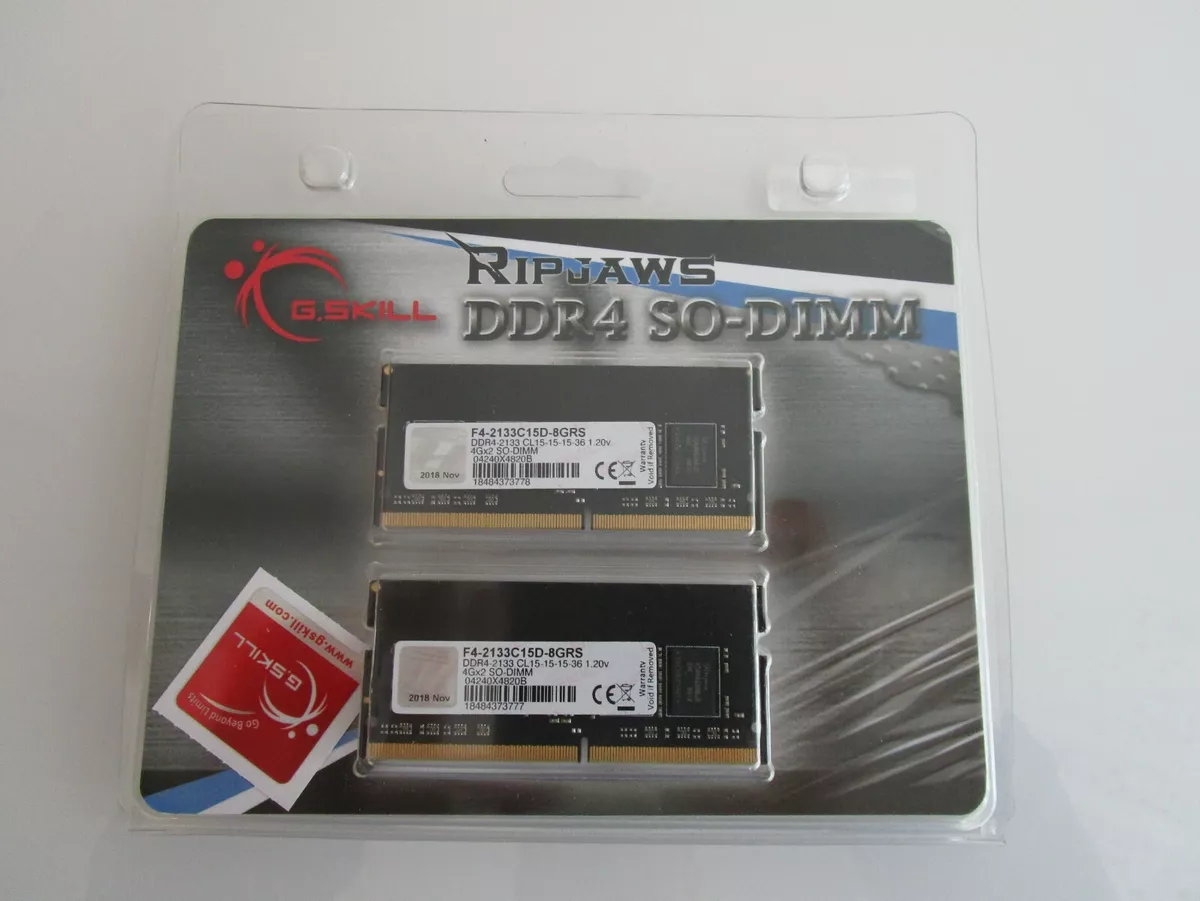 G.SKILL
RIPJAWS
DDR4 SO-DIMM
F4-2133C15D-8GRS
DDR4-2133 CL15-15-15-36 1.20v
4Gx2 SO-DIMM
04240X4820B
18484373778
2018 Nov
CE
Warranty
Void if Removed
F4-2133C15D-8GRS
DDR4-2133 CL15-15-15-36 1.20v
4Gx2 SO-DIMM
04240X4820B
18484373777
2018 Nov
CE
Warranty
Void if Removed
www.gskill.com
G.SKILL
Go Beyond Limits